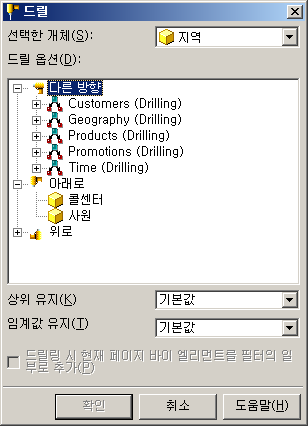 드릴
선택한 개체(S):
지역
드릴 옵션(D):
다른 방향
Customers (Drilling)
Geography (Drilling)
Products (Drilling)
Promotions (Drilling)
Time (Drilling)
아래로
콜센터
사원
위로
상위 유지(K)
기본값
임계값 유지(T)
기본값
드릴링 시 현재 페이지 바이 엘리먼트를 필터의 일
부로 추가(P)
확인
취소
도움말(H)